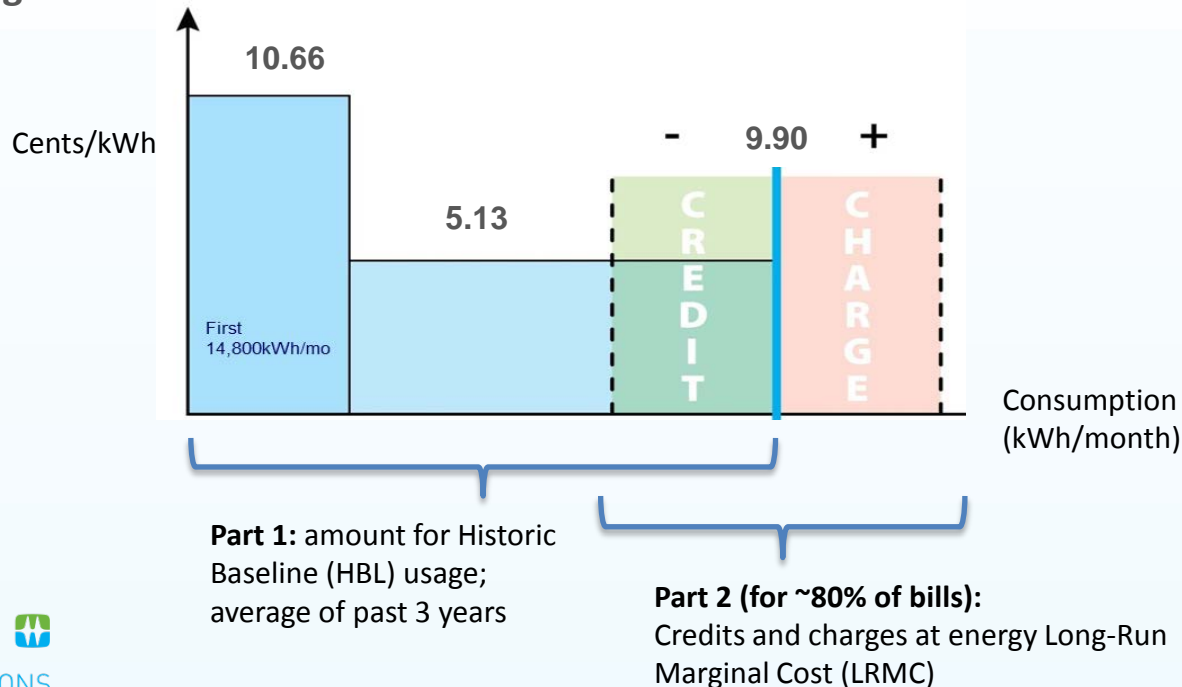 10.66
Cents/kWh
- 9.90 +
5.13
CREDIT
CHARGE
First
14,800kWh/mo
Consumption
(kWh/month)
Part 1: amount for Historic
Baseline (HBL) usage;
average of past 3 years
Part 2 (for ~80% of bills):
Credits and charges at energy Long-Run
Marginal Cost (LRMC)